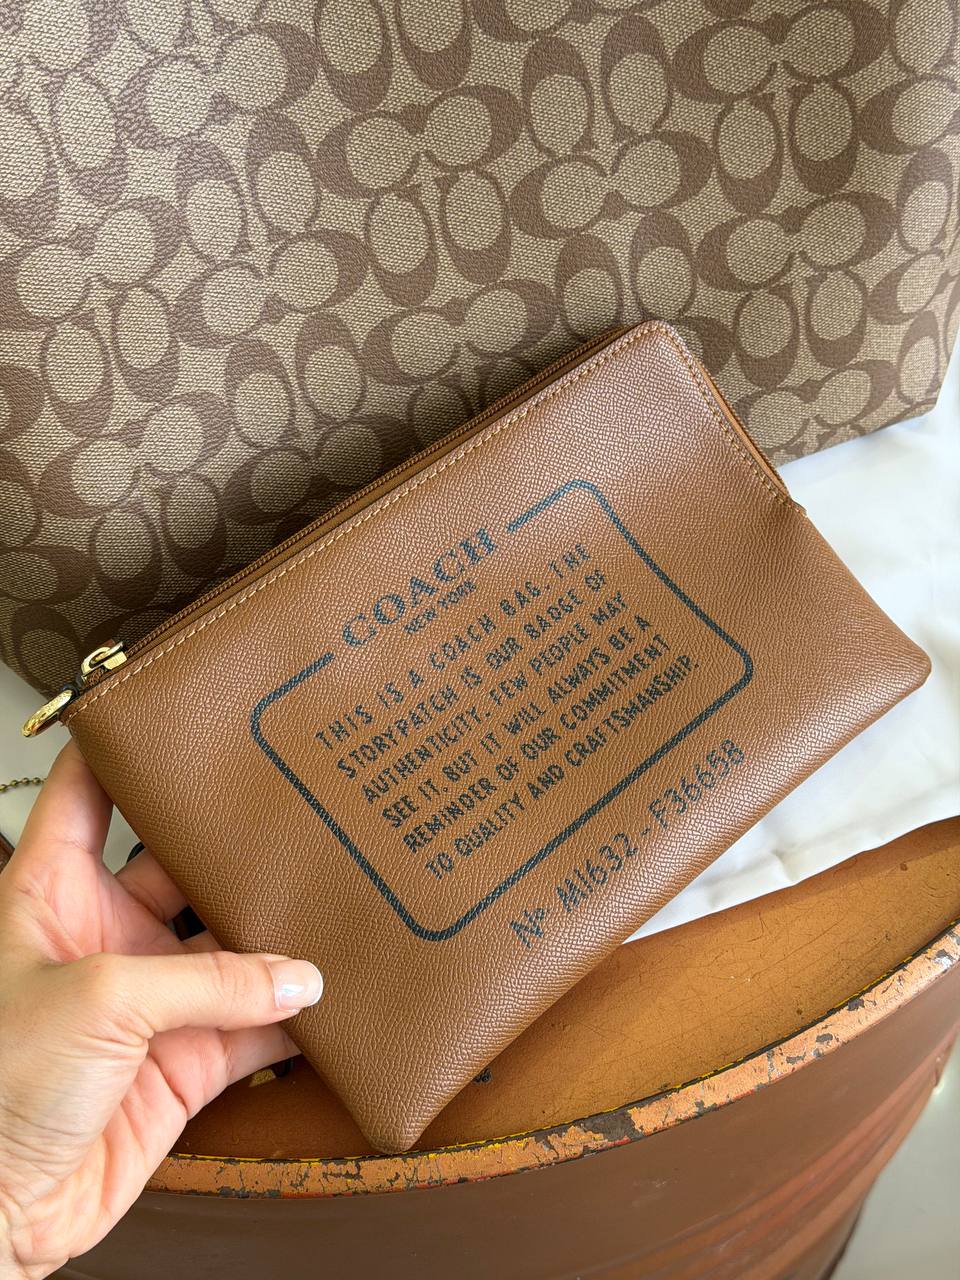 COACH
NEW YORK
THIS IS A COACH BAG. THE
STORYPATCH IS OUR BADGE OF
AUTHENTICITY. FEW PEOPLE MAY
SEE IT, BUT IT WILL ALWAYS BE A
REMINDER OF OUR COMMITMENT
TO QUALITY AND CRAFTSMANSHIP.
Nº M1632 - F36658